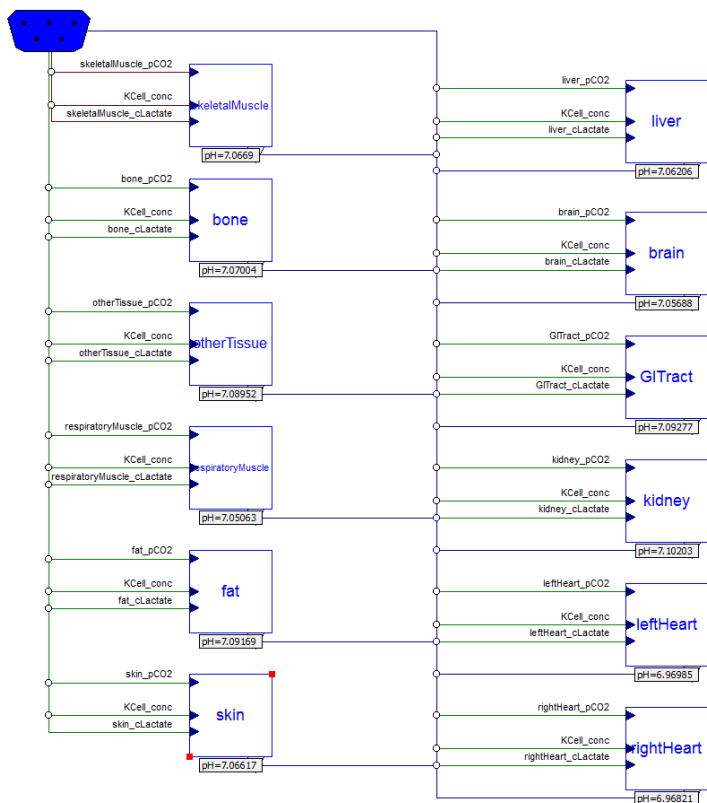 skeletalMuscle_pCO2
KCell_conc
skeletalMuscle_cLactate
skeletalMuscle
pH=7.0669
bone_pCO2
KCell_conc
bone_cLactate
bone
pH=7.07004
otherTissue_pCO2
KCell_conc
otherTissue_cLactate
otherTissue
pH=7.08952
respiratoryMuscle_pCO2
KCell_conc
respiratoryMuscle_cLactate
respiratoryMuscle
pH=7.05063
fat_pCO2
KCell_conc
fat_cLactate
fat
pH=7.09169
skin_pCO2
KCell_conc
skin_cLactate
skin
pH=7.06617
liver_pCO2
KCell_conc
liver_cLactate
liver
pH=7.06206
brain_pCO2
KCell_conc
brain_cLactate
brain
pH=7.05688
GITract_pCO2
KCell_conc
GITract_cLactate
GITract
pH=7.09277
kidney_pCO2
KCell_conc
kidney_cLactate
kidney
pH=7.10203
leftHeart_pCO2
KCell_conc
leftHeart_cLactate
leftHeart
pH=6.96985
rightHeart_pCO2
KCell_conc
rightHeart_cLactate
rightHeart
pH=6.96821